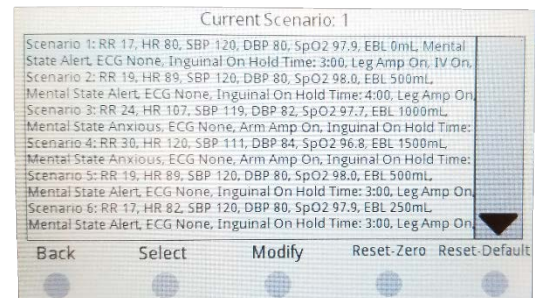 Current Scenario: 1
Scenario 1: RR 17, HR 80, SBP 120, DBP 80, SpO2 97.9, EBL 0mL, Mental
State Alert, ECG None, Inguinal On Hold Time: 3:00, Leg Amp On, IV On,
Scenario 2: RR 19, HR 89, SBP 120, DBP 80, SpO2 98.0, EBL 500mL,
Mental State Alert, ECG None, Inguinal On Hold Time: 4:00, Leg Amp On,
Scenario 3: RR 24, HR 107, SBP 119, DBP 82, SpO2 97.7, EBL 1000mL,
Mental State Anxious, ECG None, Arm Amp On, Inguinal On Hold Time:
Scenario 4: RR 30, HR 120, SBP 111, DBP 84, SpO2 96.8, EBL 1500mL,
Mental State Anxious, ECG None, Arm Amp On, Inguinal On Hold Time:
Scenario 5: RR 19, HR 89, SBP 120, DBP 80, SpO2 98.0, EBL 500mL,
Mental State Alert, ECG None, Inguinal On Hold Time: 3:00, Leg Amp On,
Scenario 6: RR 17, HR 82, SBP 120, DBP 80, SpO2 97.9, EBL 250mL,
Mental State Alert, ECG None, Inguinal On Hold Time: 3:00, Leg Amp On,
Back Select Modify Reset-Zero Reset-Default